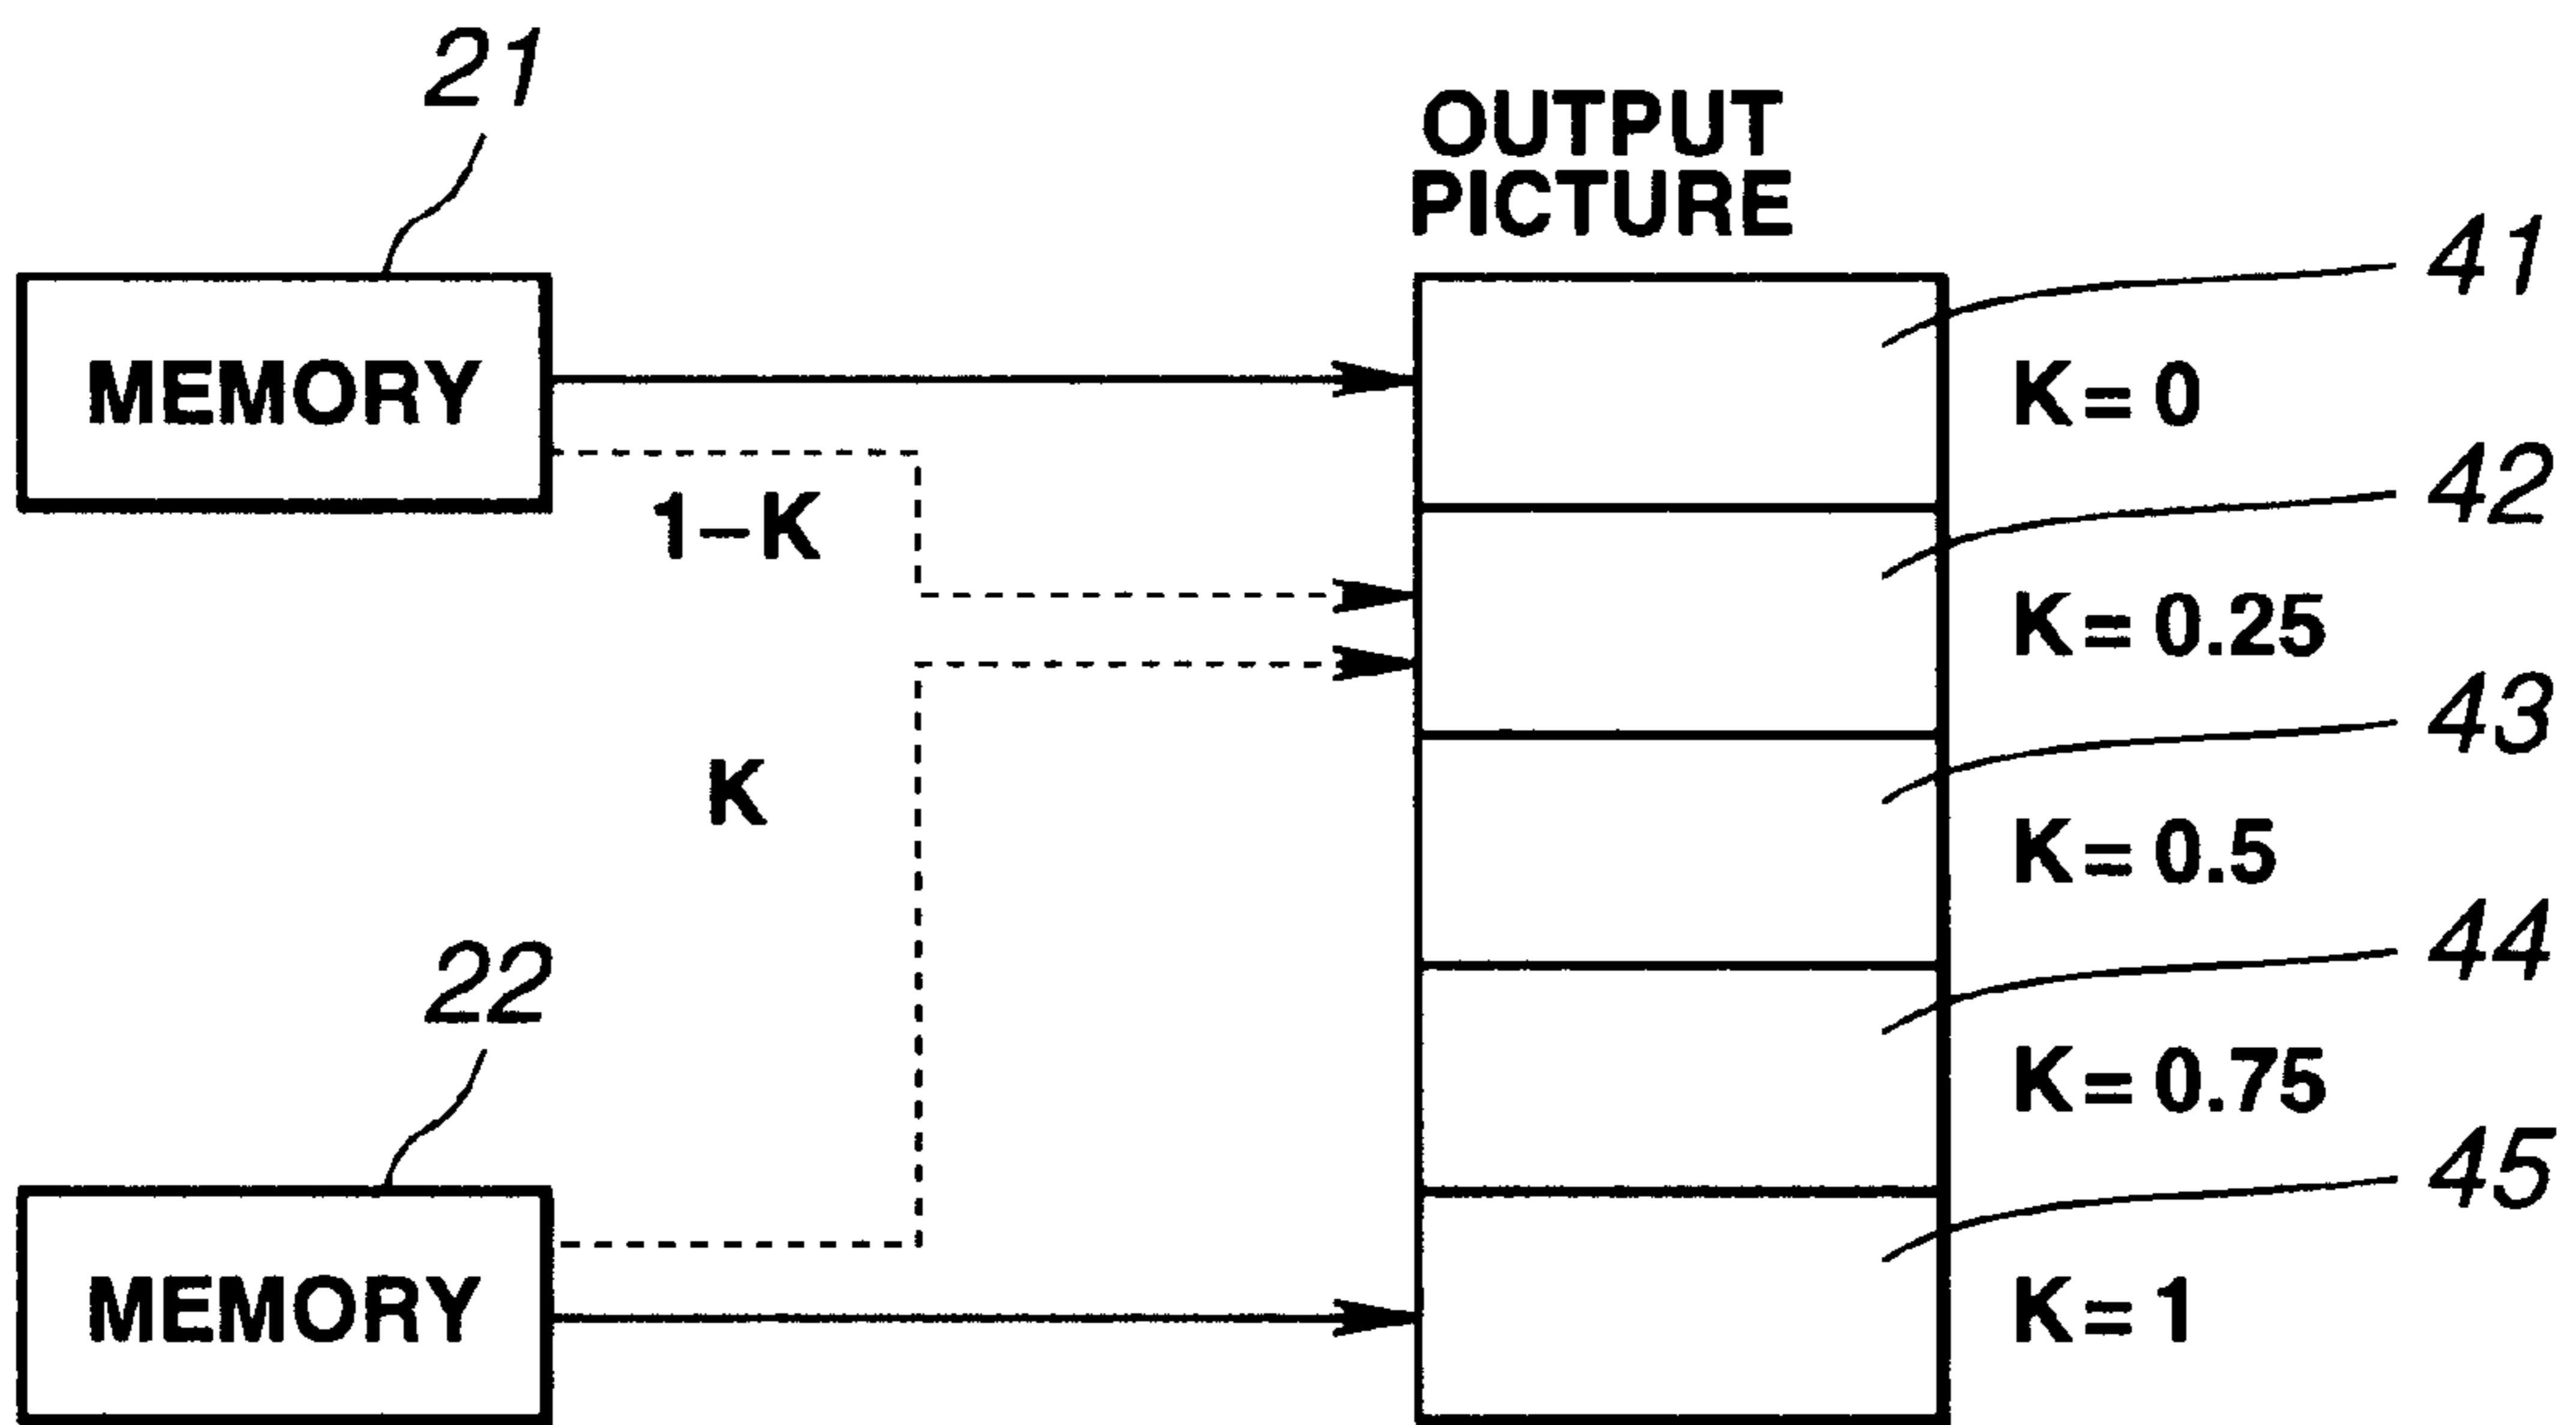 21
OUTPUT
PICTURE
41
MEMORY
K = 0
42
1–K
K = 0.25
43
K
K = 0.5
22
44
K = 0.75
45
MEMORY
K = 1